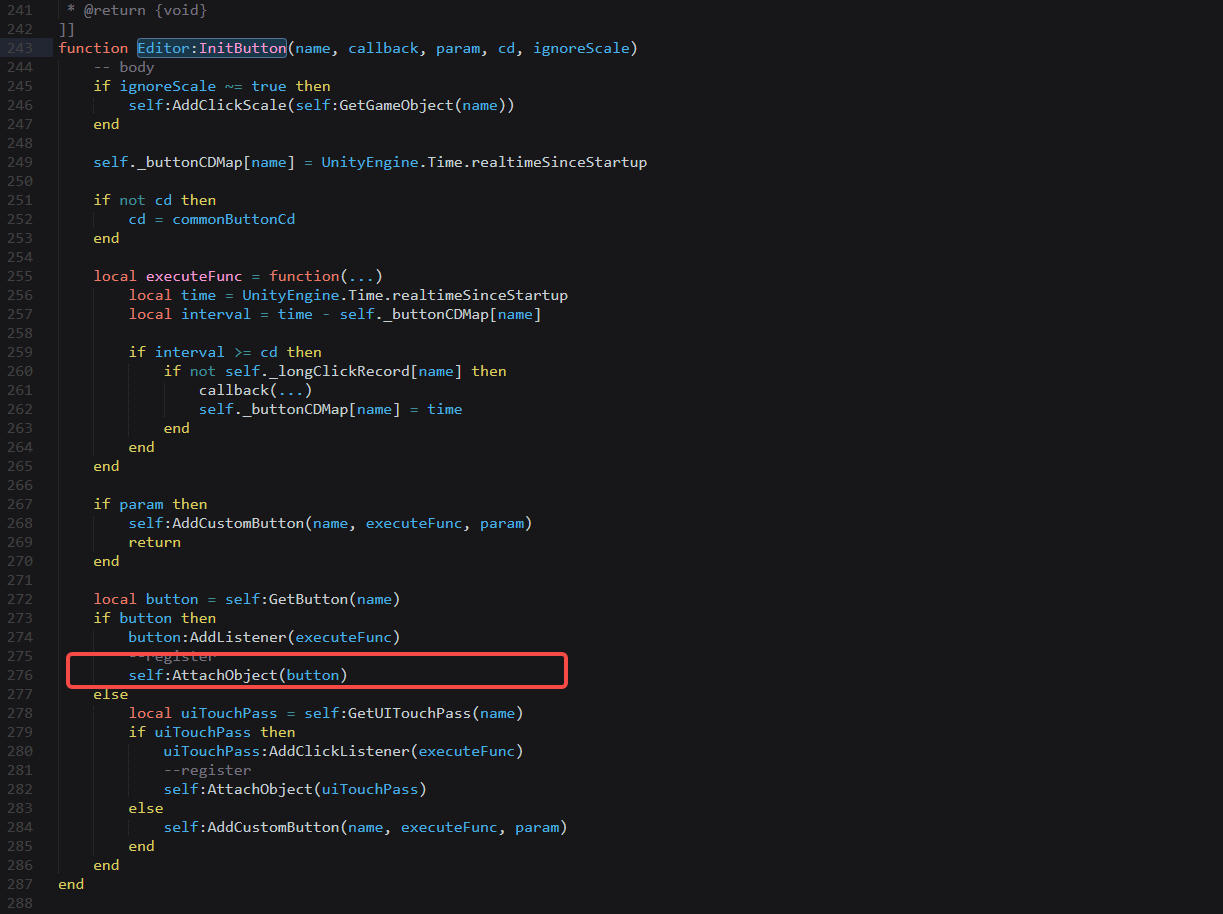 241 * @return {void}
242 ]]
243 function Editor:InitButton(name, callback, param, cd, ignoreScale)
244 -- body
245 if ignoreScale ~= true then
246 self:AddClickScale(self:GetGameObject(name))
247 end
248
249 self._buttonCDMap[name] = UnityEngine.Time.realtimeSinceStartup
250
251 if not cd then
252 cd = commonButtonCd
253 end
254
255 local executeFunc = function(...)
256 local time = UnityEngine.Time.realtimeSinceStartup
257 local interval = time - self._buttonCDMap[name]
258
259 if interval >= cd then
260 if not self._longClickRecord[name] then
261 callback(...)
262 self._buttonCDMap[name] = time
263 end
264 end
265 end
266
267 if param then
268 self:AddCustomButton(name, executeFunc, param)
269 return
270 end
271
272 local button = self:GetButton(name)
273 if button then
274 button:AddListener(executeFunc)
275 --register
276 self:AttachObject(button)
277 else
278 local uiTouchPass = self:GetUITouchPass(name)
279 if uiTouchPass then
280 uiTouchPass:AddClickListener(executeFunc)
281 --register
282 self:AttachObject(uiTouchPass)
283 else
284 self:AddCustomButton(name, executeFunc, param)
285 end
286 end
287 end
288